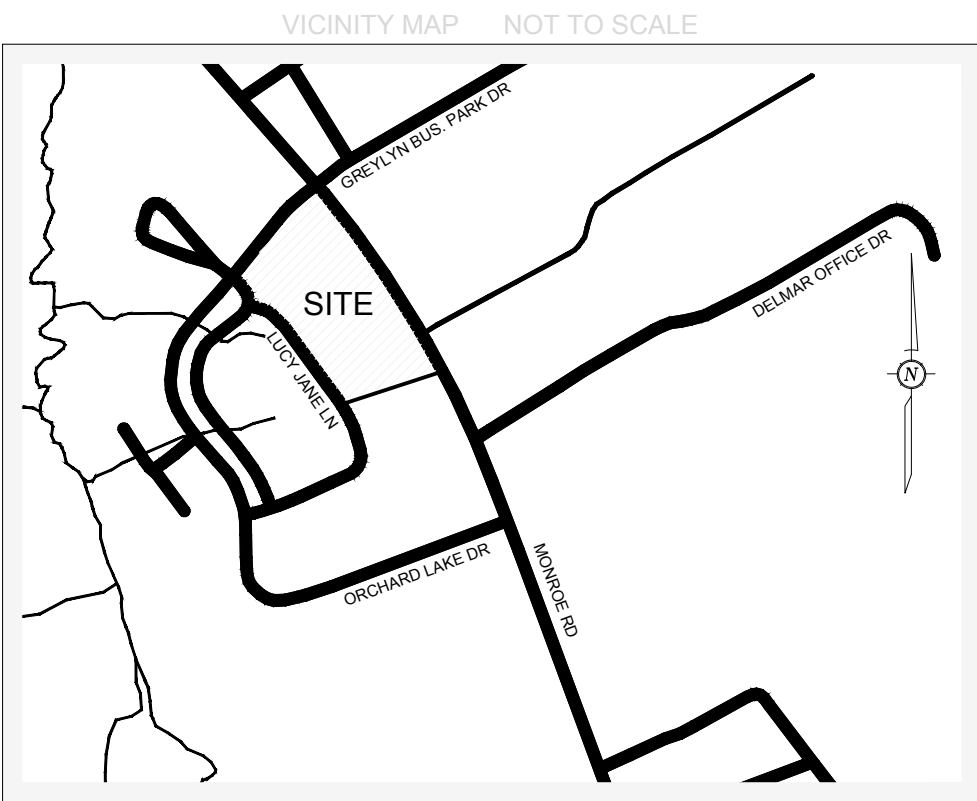 VICINITY MAP NOT TO SCALE
GREYLYN BUS. PARK DR
DELMAR OFFICE DR
SITE
LUCY JANE LN
N
ORCHARD LAKE DR
MONROE RD